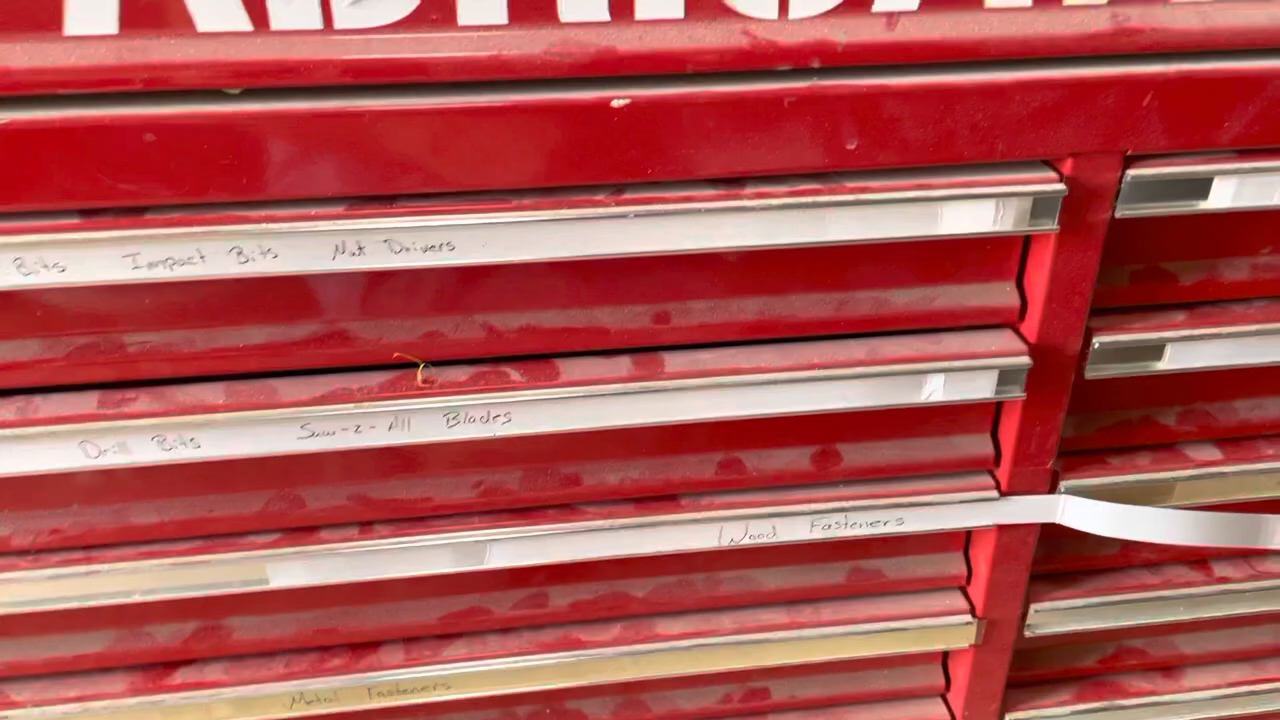 Bits Impact Bits Nut Drivers
Drill Bits Saw-z-All Blades
Wood Fasteners
Metal Fasteners